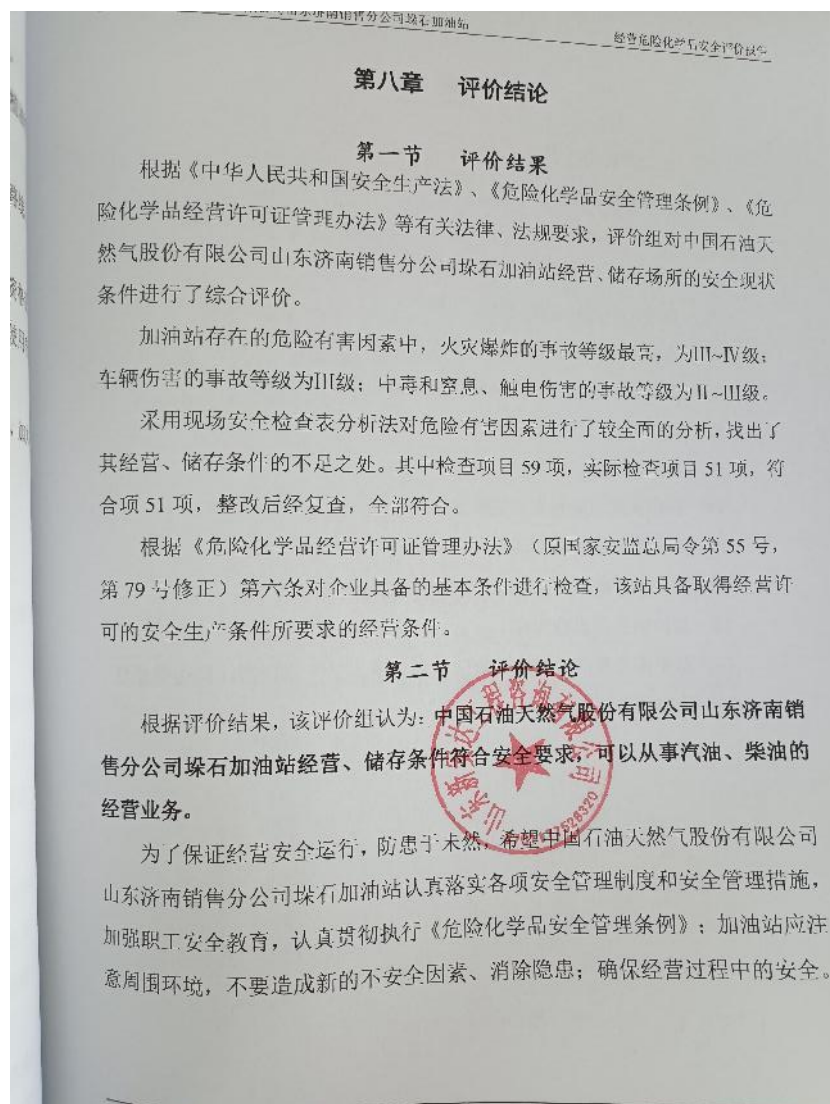 山东济南销售分公司垛石加油站
经营危险化学品安全评价报告
第八章 评价结论
第一节 评价结果
根据《中华人民共和国安全生产法》、《危险化学品安全管理条例》、《危
险化学品经营许可证管理办法》等有关法律、法规要求，评价组对中国石油天
然气股份有限公司山东济南销售分公司垛石加油站经营、储存场所的安全现状
条件进行了综合评价。
加油站存在的危险有害因素中，火灾爆炸的事故等级最高，为III~IV级；
车辆伤害的事故等级为III级；中毒和窒息、触电伤害的事故等级为II~III级。
采用现场安全检查表分析法对危险有害因素进行了较全面的分析，找出了
其经营、储存条件的不足之处。其中检查项目 59 项，实际检查项目 51 项，符
合项 51 项，整改后经复查，全部符合。
根据《危险化学品经营许可证管理办法》（原国家安监总局令第 55 号，
第 79 号修正）第六条对企业具备的基本条件进行检查，该站具备取得经营许
可的安全生产条件所要求的经营条件。
第二节 评价结论
根据评价结果，该评价组认为：中国石油天然气股份有限公司山东济南销
售分公司垛石加油站经营、储存条件符合安全要求，可以从事汽油、柴油的
经营业务。
为了保证经营安全运行，防患于未然，希望中国石油天然气股份有限公司
山东济南销售分公司垛石加油站认真落实各项安全管理制度和安全管理措施，
加强职工安全教育，认真贯彻执行《危险化学品安全管理条例》；加油站应注
意周围环境，不要造成新的不安全因素、消除隐患；确保经营过程中的安全。